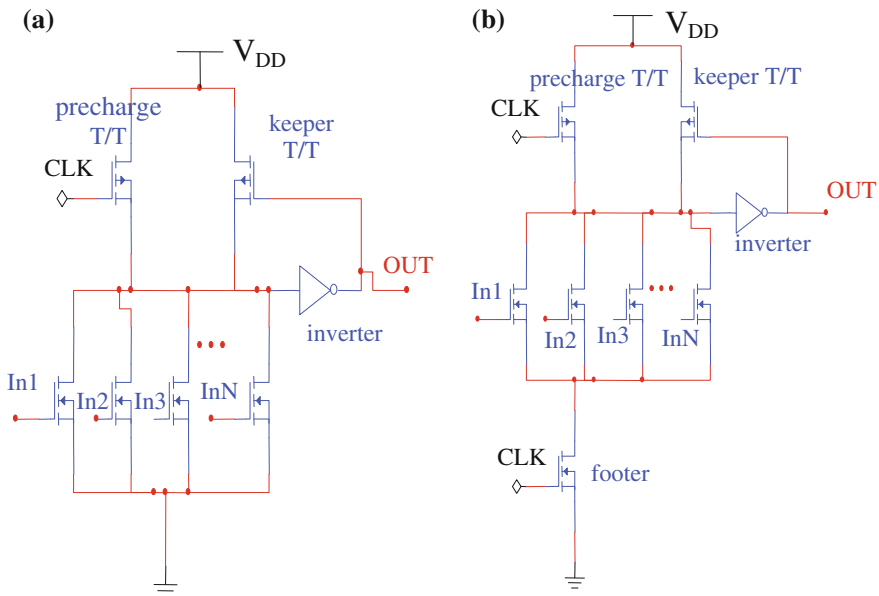 (a)
V_DD
precharge
T/T
keeper
T/T
CLK
OUT
inverter
In1
In2
In3
InN
(b)
V_DD
precharge T/T
keeper T/T
CLK
OUT
inverter
In1
In2
In3
InN
CLK
footer